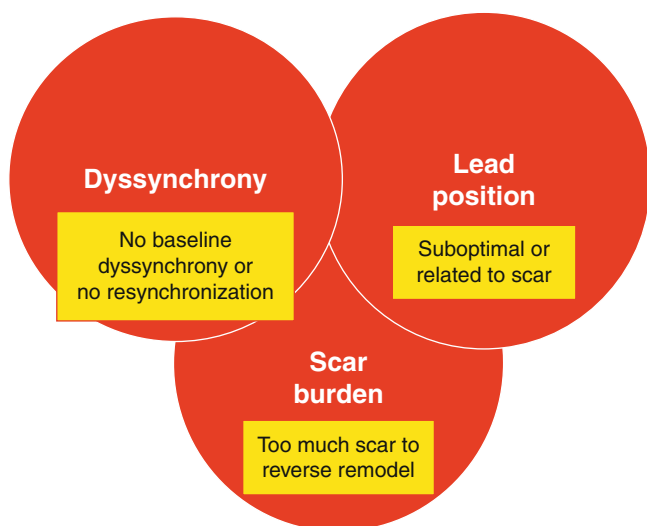 Dyssynchrony
No baseline
dyssynchrony or
no resynchronization
Lead
position
Suboptimal or
related to scar
Scar
burden
Too much scar to
reverse remodel